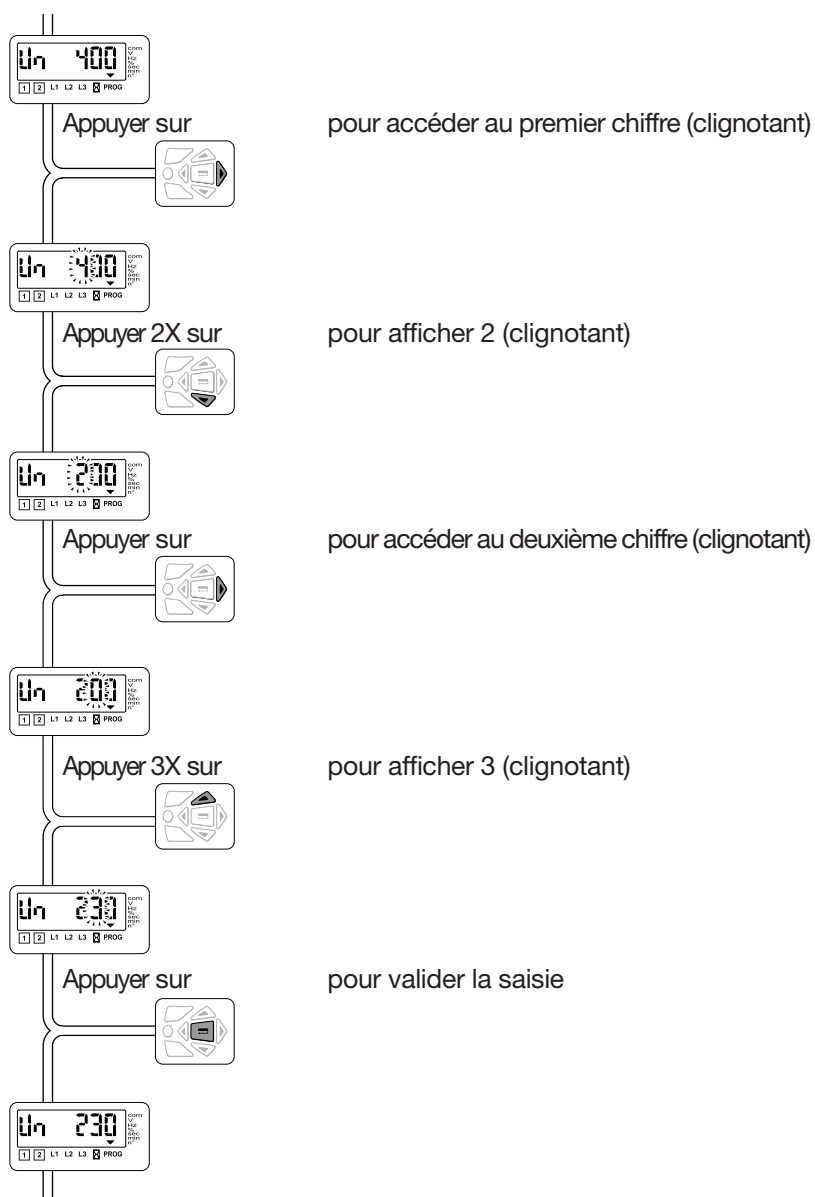 Un 400
com
V
Hz
%
sec
min
n°
1 2 L1 L2 L3 PROG
Appuyer sur pour accéder au premier chiffre (clignotant)
Un 400
com
V
Hz
%
sec
min
n°
1 2 L1 L2 L3 PROG
Appuyer 2X sur pour afficher 2 (clignotant)
Un 200
com
V
Hz
%
sec
min
n°
1 2 L1 L2 L3 PROG
Appuyer sur pour accéder au deuxième chiffre (clignotant)
Un 200
com
V
Hz
%
sec
min
n°
1 2 L1 L2 L3 PROG
Appuyer 3X sur pour afficher 3 (clignotant)
Un 230
com
V
Hz
%
sec
min
n°
1 2 L1 L2 L3 PROG
Appuyer sur pour valider la saisie
Un 230
com
V
Hz
%
sec
min
n°
1 2 L1 L2 L3 PROG